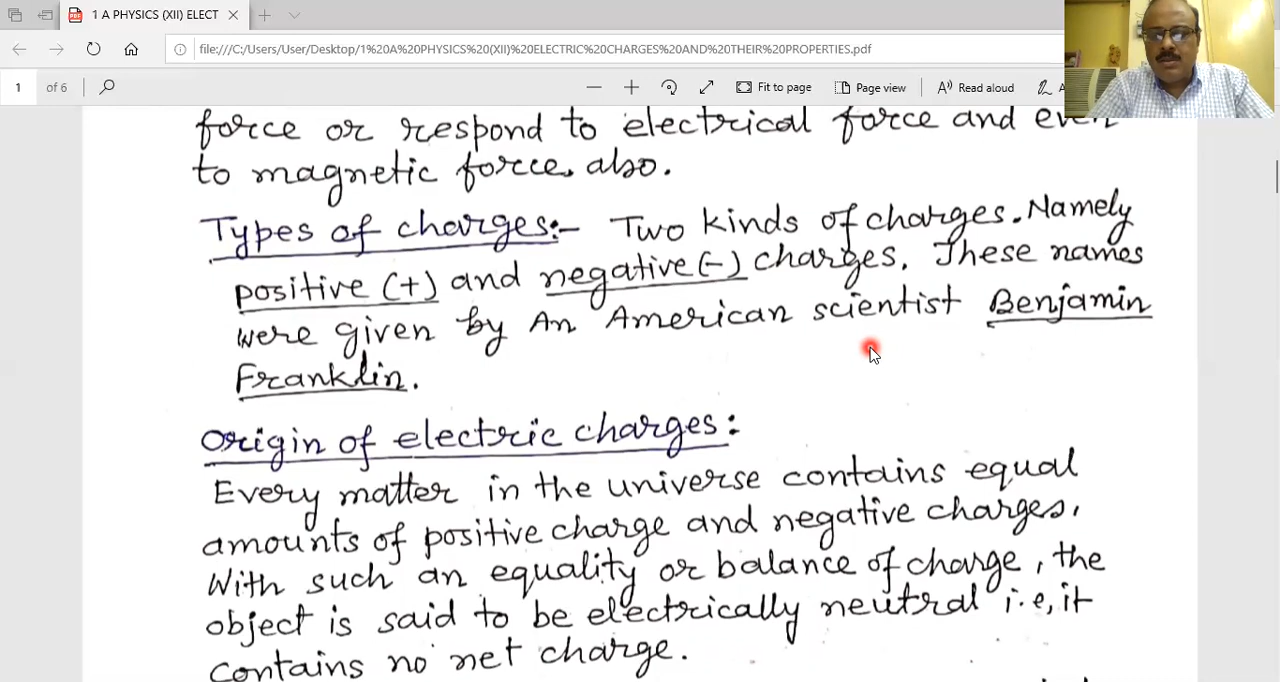 1 A PHYSICS (XII) ELECT
file:///C:/Users/User/Desktop/1%20A%20PHYSICS%20(XII)%20ELECTRIC%20CHARGES%20AND%20THEIR%20PROPERTIES.pdf
1 of 6 Fit to page Page view Read aloud
force or respond to electrical force and even
to magnetic force, also.
Types of charges:- Two kinds of charges. Namely
positive (+) and negative (-) charges. These names
were given by An American scientist Benjamin
Franklin.
Origin of electric charges:
Every matter in the universe contains equal
amounts of positive charge and negative charges.
With such an equality or balance of charge, the
object is said to be electrically neutral i.e, it
contains no net charge.